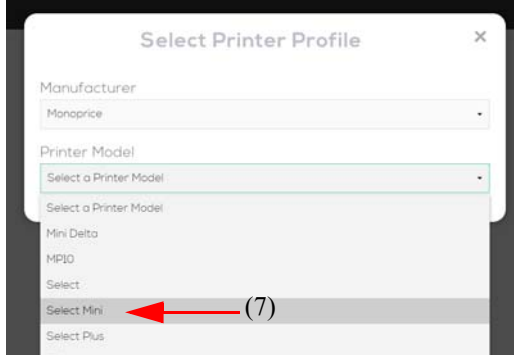 Select Printer Profile ×
Manufacturer
Monoprice
Printer Model
Select a Printer Model
Select a Printer Model
Mini Delta
MP10
Select
Select Mini (7)
Select Plus